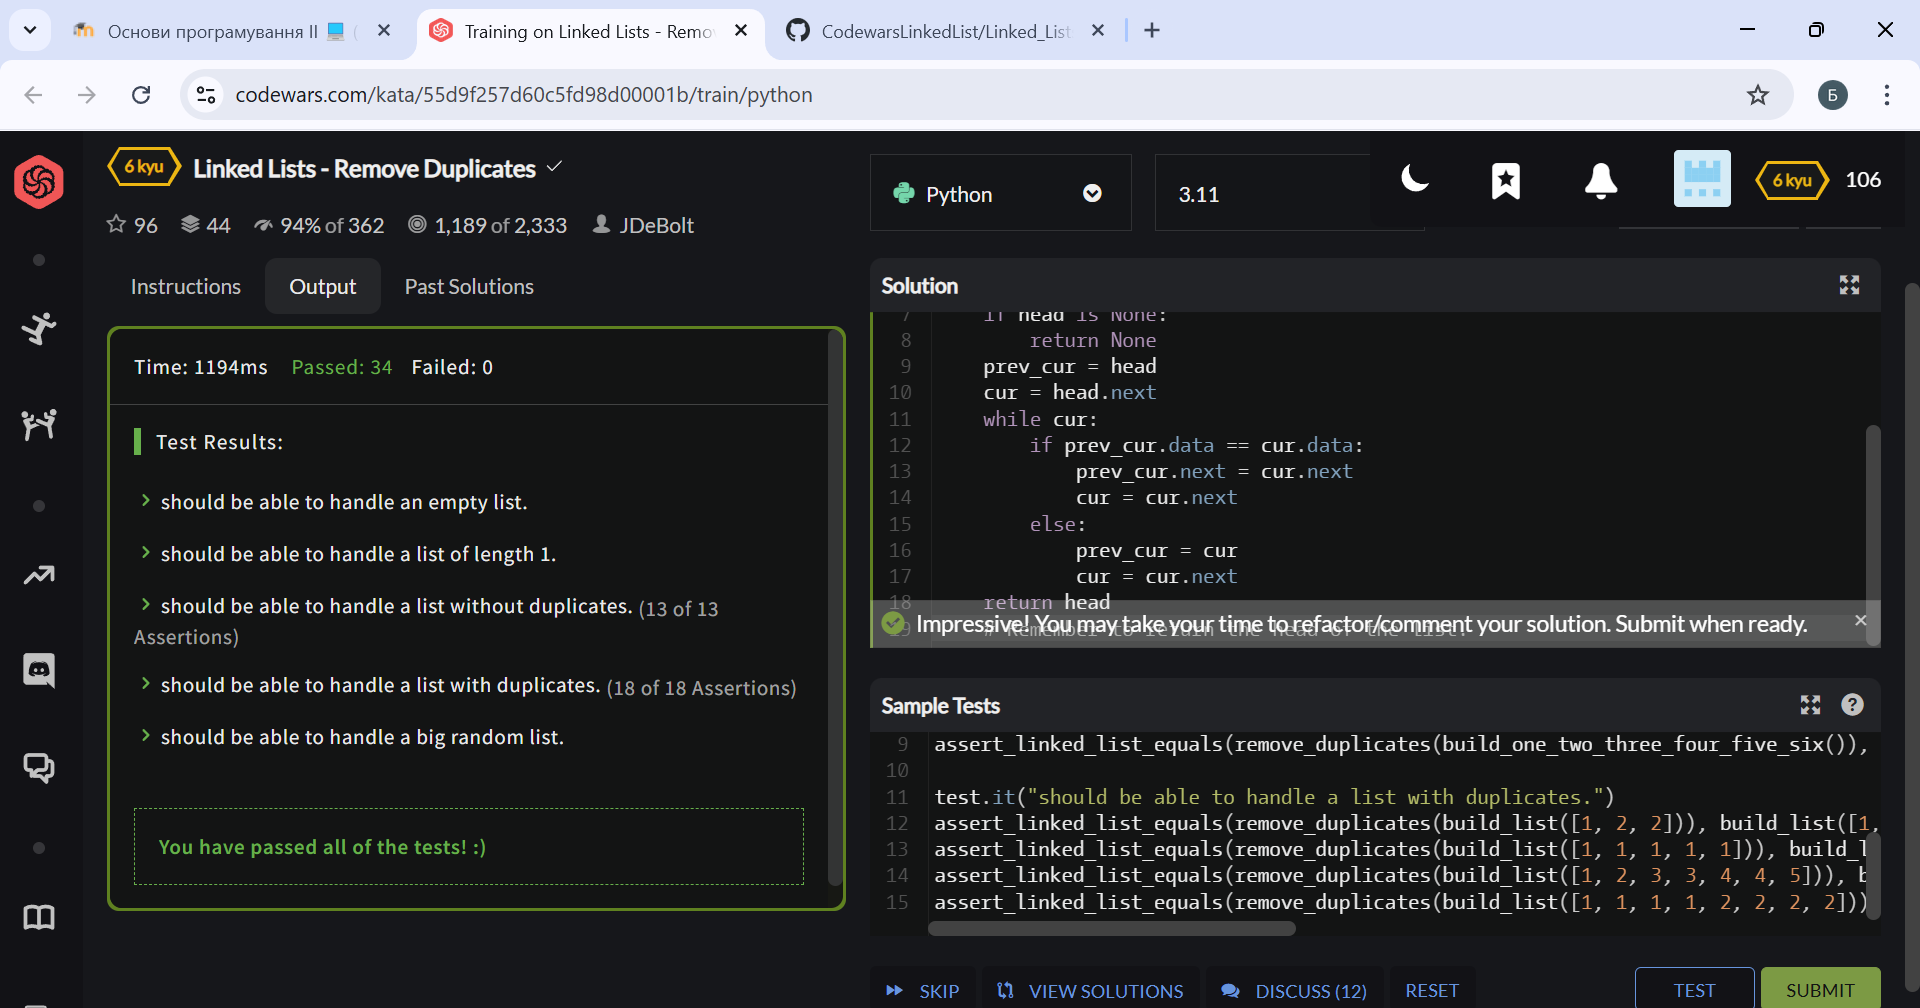 Основи програмування II
Training on Linked Lists - Remo
CodewarsLinkedList/Linked_List
codewars.com/kata/55d9f257d60c5fd98d00001b/train/python
Б
6 kyu
Linked Lists - Remove Duplicates
96
44
94% of 362
1,189 of 2,333
JDeBolt
Python
3.11
6 kyu
106
Instructions
Output
Past Solutions
Time: 1194ms Passed: 34 Failed: 0
Test Results:
should be able to handle an empty list.
should be able to handle a list of length 1.
should be able to handle a list without duplicates. (13 of 13
Assertions)
should be able to handle a list with duplicates. (18 of 18 Assertions)
should be able to handle a big random list.
You have passed all of the tests! :)
Solution
7 if head is None:
8 return None
9 prev_cur = head
10 cur = head.next
11 while cur:
12 if prev_cur.data == cur.data:
13 prev_cur.next = cur.next
14 cur = cur.next
15 else:
16 prev_cur = cur
17 cur = cur.next
18 return head
19 # Remember to return the head of the list.
Impressive! You may take your time to refactor/comment your solution. Submit when ready.
Sample Tests
9 assert_linked_list_equals(remove_duplicates(build_one_two_three_four_five_six()),
10
11 test.it("should be able to handle a list with duplicates.")
12 assert_linked_list_equals(remove_duplicates(build_list([1, 2, 2])), build_list([1,
13 assert_linked_list_equals(remove_duplicates(build_list([1, 1, 1, 1, 1])), build_l
14 assert_linked_list_equals(remove_duplicates(build_list([1, 2, 3, 3, 4, 4, 5])), b
15 assert_linked_list_equals(remove_duplicates(build_list([1, 1, 1, 1, 2, 2, 2, 2]))
SKIP
VIEW SOLUTIONS
DISCUSS (12)
RESET
TEST
SUBMIT